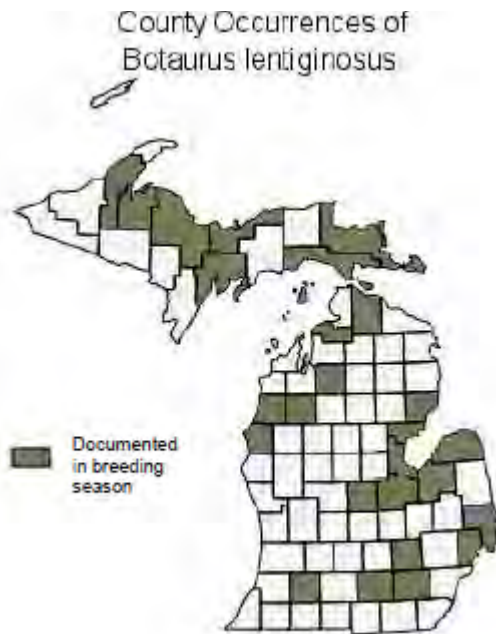 County Occurrences of
Botaurus lentiginosus
Documented
in breeding
season